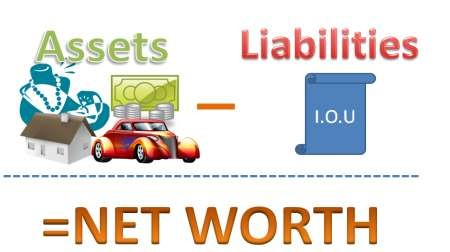 Assets – Liabilities
I.O.U
=NET WORTH